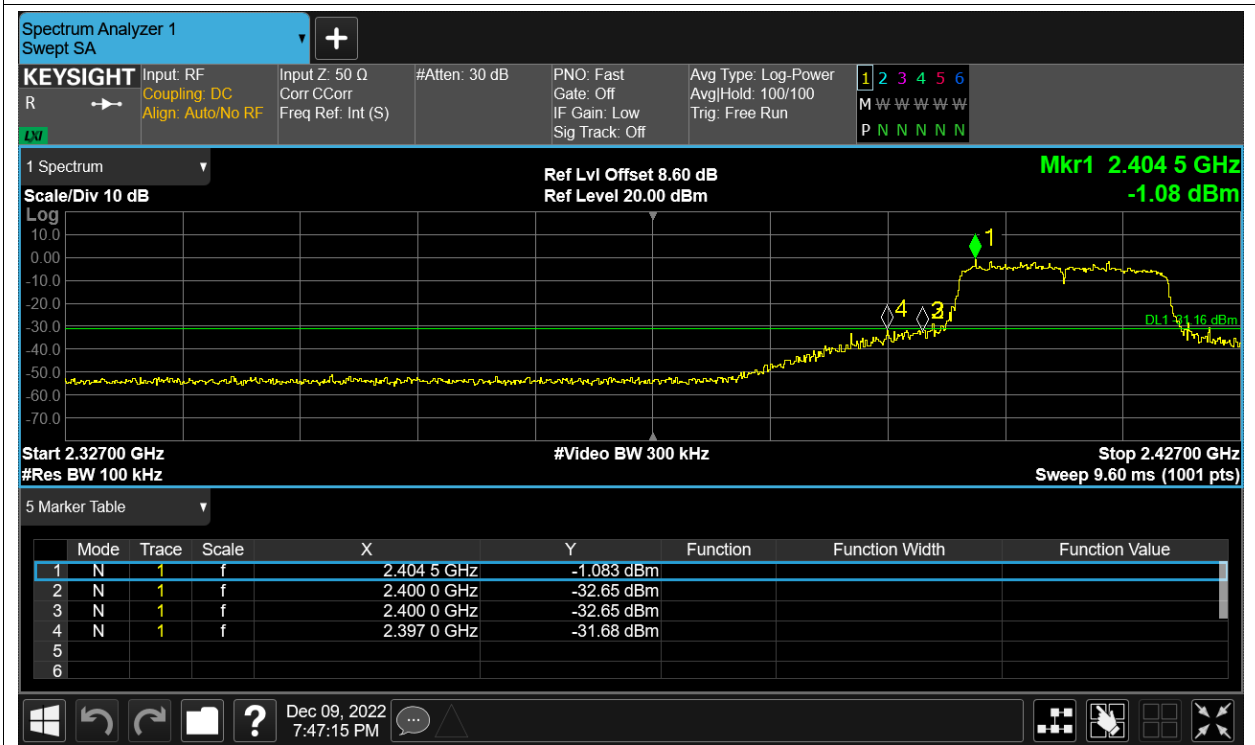 Spectrum Analyzer 1
Swept SA
KEYSIGHT Input: RF Input Z: 50 Ω #Atten: 30 dB PNO: Fast Avg Type: Log-Power 1 2 3 4 5 6
R Coupling: DC Corr CCorr Gate: Off Avg|Hold: 100/100 M W W W W W
Align: Auto/No RF Freq Ref: Int (S) IF Gain: Low Trig: Free Run
LXI Sig Track: Off P N N N N N N
1 Spectrum Ref Lvl Offset 8.60 dB Mkr1 2.404 5 GHz
Scale/Div 10 dB Ref Level 20.00 dBm -1.08 dBm
Log
10.0
1
0.00
-10.0
-20.0
4
-30.0
DL1 -31.16 dBm
-40.0
-50.0
-60.0
-70.0
Start 2.32700 GHz #Video BW 300 kHz Stop 2.42700 GHz
#Res BW 100 kHz Sweep 9.60 ms (1001 pts)
5 Marker Table
Mode Trace Scale X Y Function Function Width Function Value
1 N 1 f 2.404 5 GHz -1.083 dBm
2 N 1 f 2.400 0 GHz -32.65 dBm
3 N 1 f 2.400 0 GHz -32.65 dBm
4 N 1 f 2.397 0 GHz -31.68 dBm
5
6
? Dec 09, 2022
7:47:15 PM